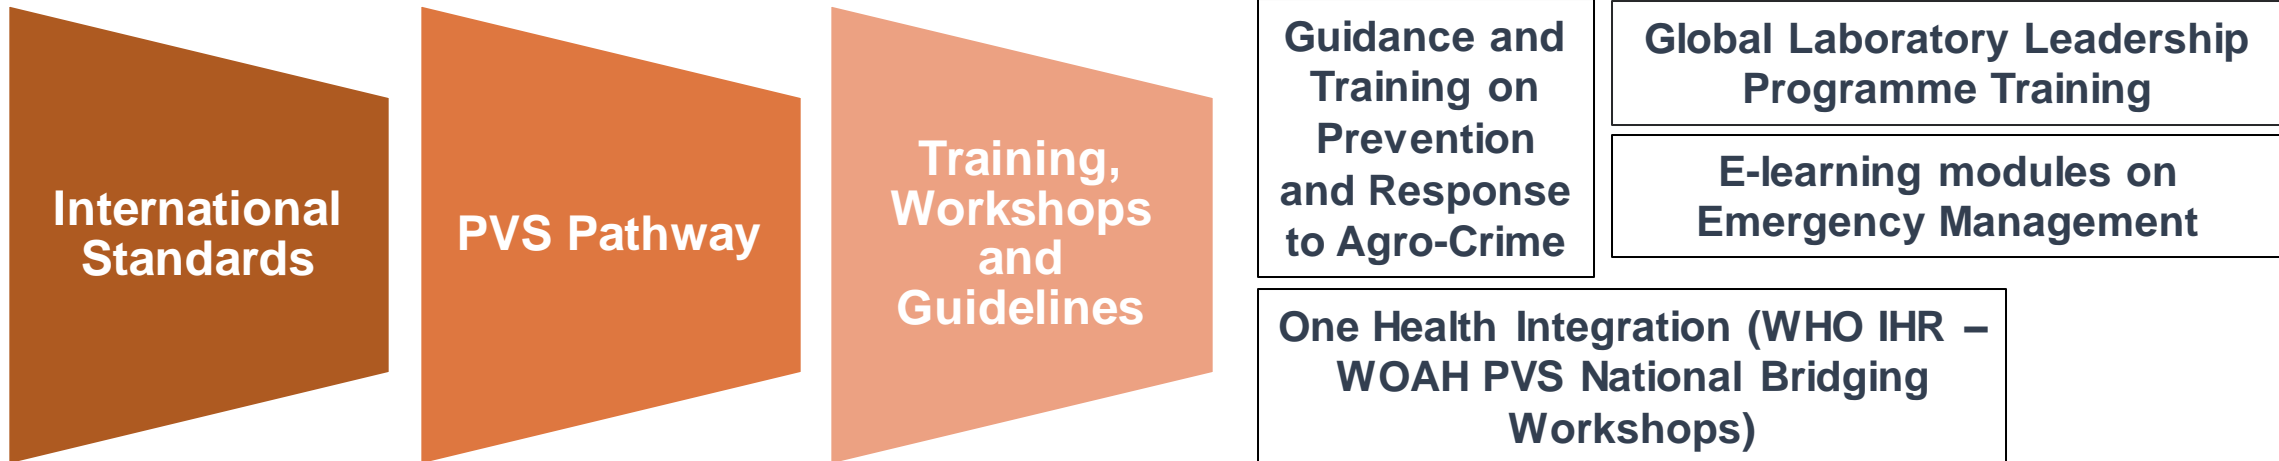 International
Standards
PVS Pathway
Training,
Workshops
and
Guidelines
Guidance and
Training on
Prevention
and Response
to Agro-Crime
Global Laboratory Leadership
Programme Training
E-learning modules on
Emergency Management
One Health Integration (WHO IHR –
WOAH PVS National Bridging
Workshops)